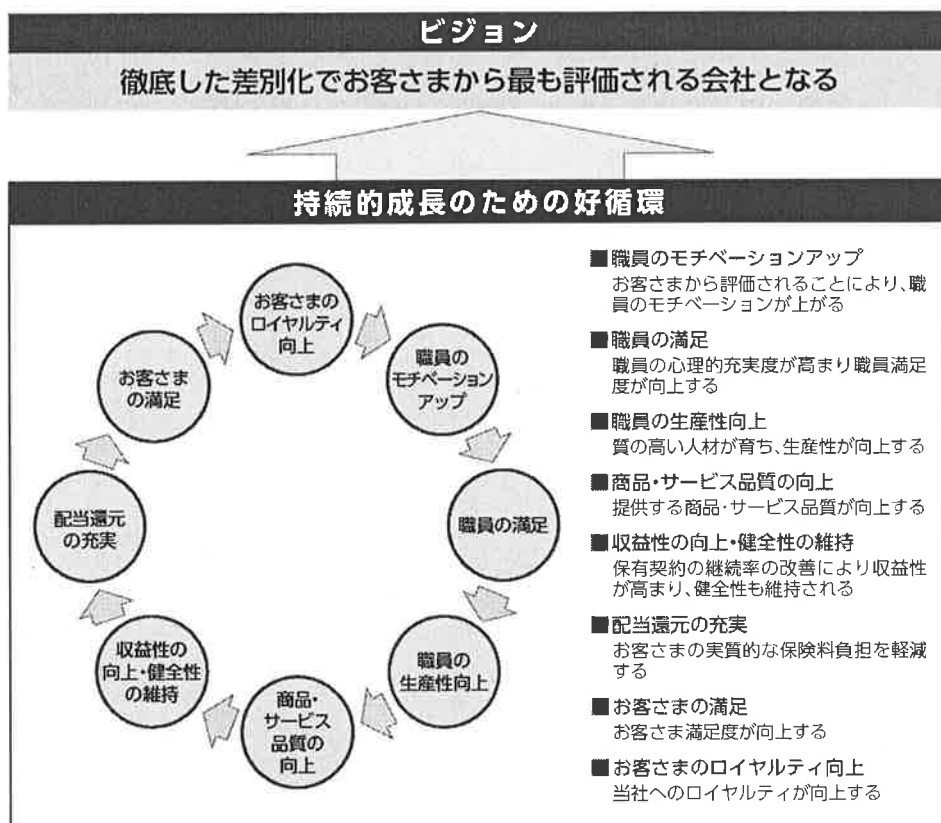 ビジョン
徹底した差別化でお客さまから最も評価される会社となる
持続的成長のための好循環
お客さまの
ロイヤルティ
向上
職員の
モチベーション
アップ
職員の満足
職員の
生産性向上
商品・
サービス
品質の
向上
収益性の
向上・健全性
の維持
配当還元
の充実
お客さま
の満足
■職員のモチベーションアップ
お客さまから評価されることにより、職
員のモチベーションが上がる
■職員の満足
職員の心理的充実度が高まり職員満足
度が向上する
■職員の生産性向上
質の高い人材が育ち、生産性が向上する
■商品・サービス品質の向上
提供する商品・サービス品質が向上する
■収益性の向上・健全性の維持
保有契約の継続率の改善により収益性
が高まり、健全性も維持される
■配当還元の充実
お客さまの実質的な保険料負担を軽減
する
■お客さまの満足
お客さま満足度が向上する
■お客さまのロイヤルティ向上
当社へのロイヤルティが向上する